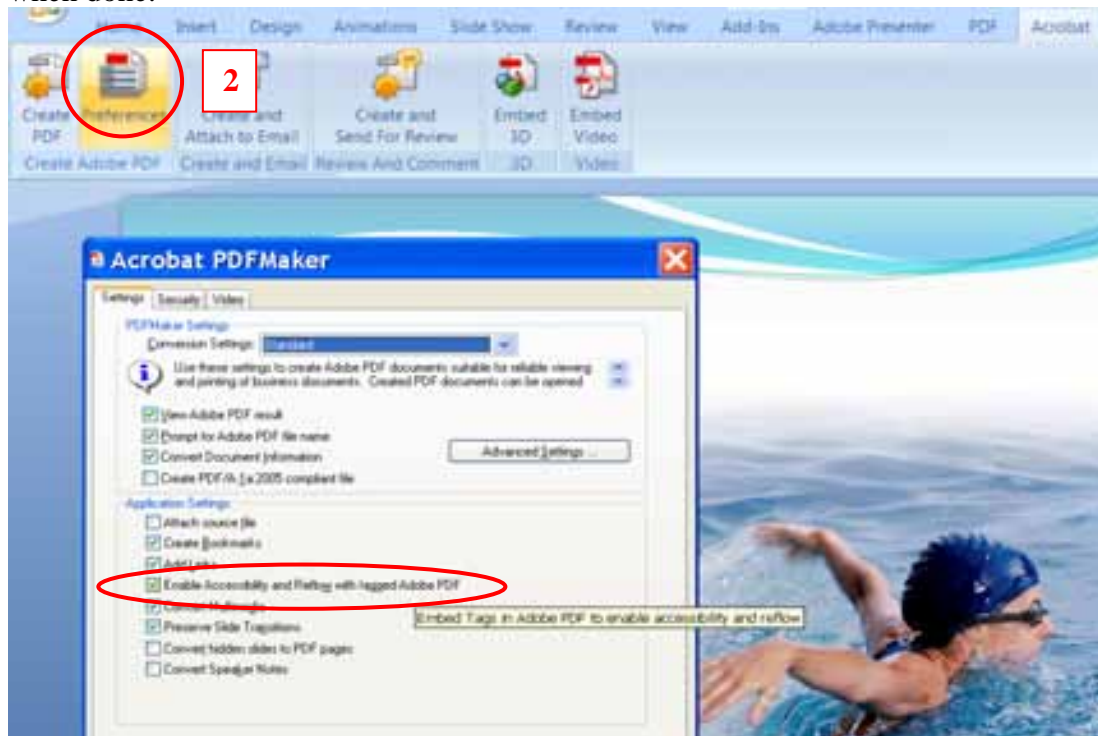 when done.
Home Insert Design Animations Slide Show Review View Add-Ins Adobe Presenter PDF Acrobat
2
Create PDF
Preferences
Create and Attach to Email
Create and Send For Review
Embed 3D
Embed Video
Create Adobe PDF Create and Email Review And Comment 3D Video
Acrobat PDFMaker
Settings Security Video
PDFMaker Settings
Conversion Settings: Standard
Use these settings to create Adobe PDF documents suitable for reliable viewing
and printing of business documents. Created PDF documents can be opened
View Adobe PDF result
Prompt for Adobe PDF file name
Convert Document Information
Advanced Settings ...
Create PDF/A-1a:2005 compliant file
Application Settings
Attach source file
Create Bookmarks
Add Links
Enable Accessibility and Reflow with tagged Adobe PDF
Convert Multimedia
Embed Tags in Adobe PDF to enable accessibility and reflow
Preserve Slide Transitions
Convert hidden slides to PDF pages
Convert Speaker Notes